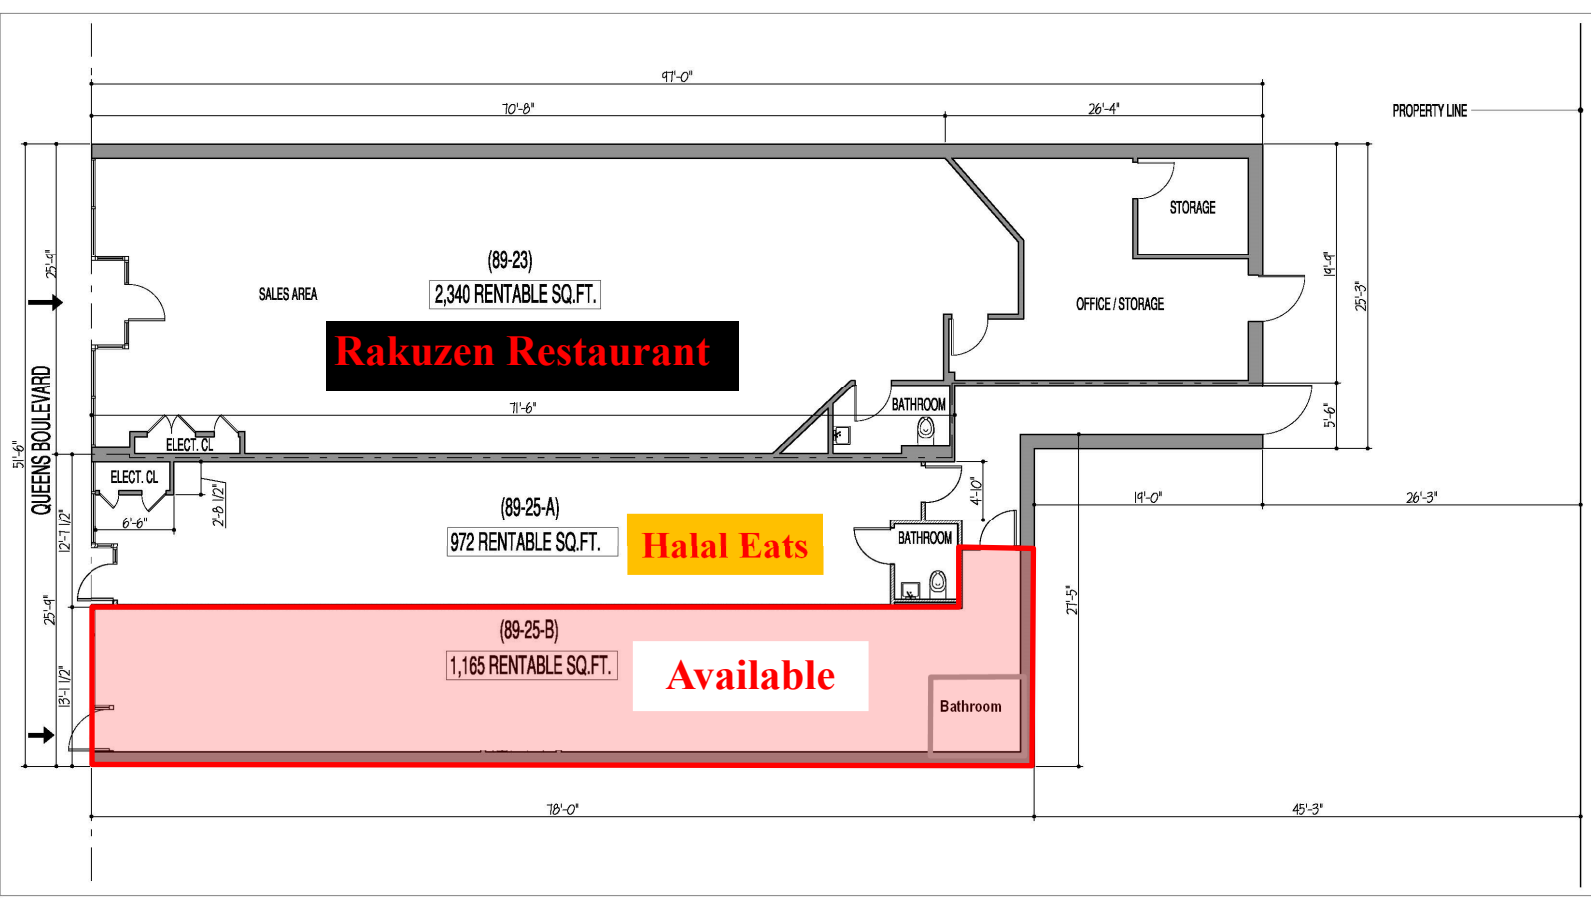 97'-0"
70'-8"
26'-4"
PROPERTY LINE
STORAGE
(89-23)
2,340 RENTABLE SQ.FT.
SALES AREA
OFFICE / STORAGE
25'-9"
19'-9"
25'-3"
Rakuzen Restaurant
71'-6"
BATHROOM
5'-6"
ELECT. CL
QUEENS BOULEVARD
51'-6"
ELECT. CL
6'-6"
2'-8 1/2"
4'-10"
19'-0"
26'-3"
(89-25-A)
972 RENTABLE SQ.FT.
Halal Eats
BATHROOM
12'-7 1/2"
25'-9"
27'-5"
(89-25-B)
1,165 RENTABLE SQ.FT.
Available
13'-1 1/2"
Bathroom
78'-0"
45'-3"